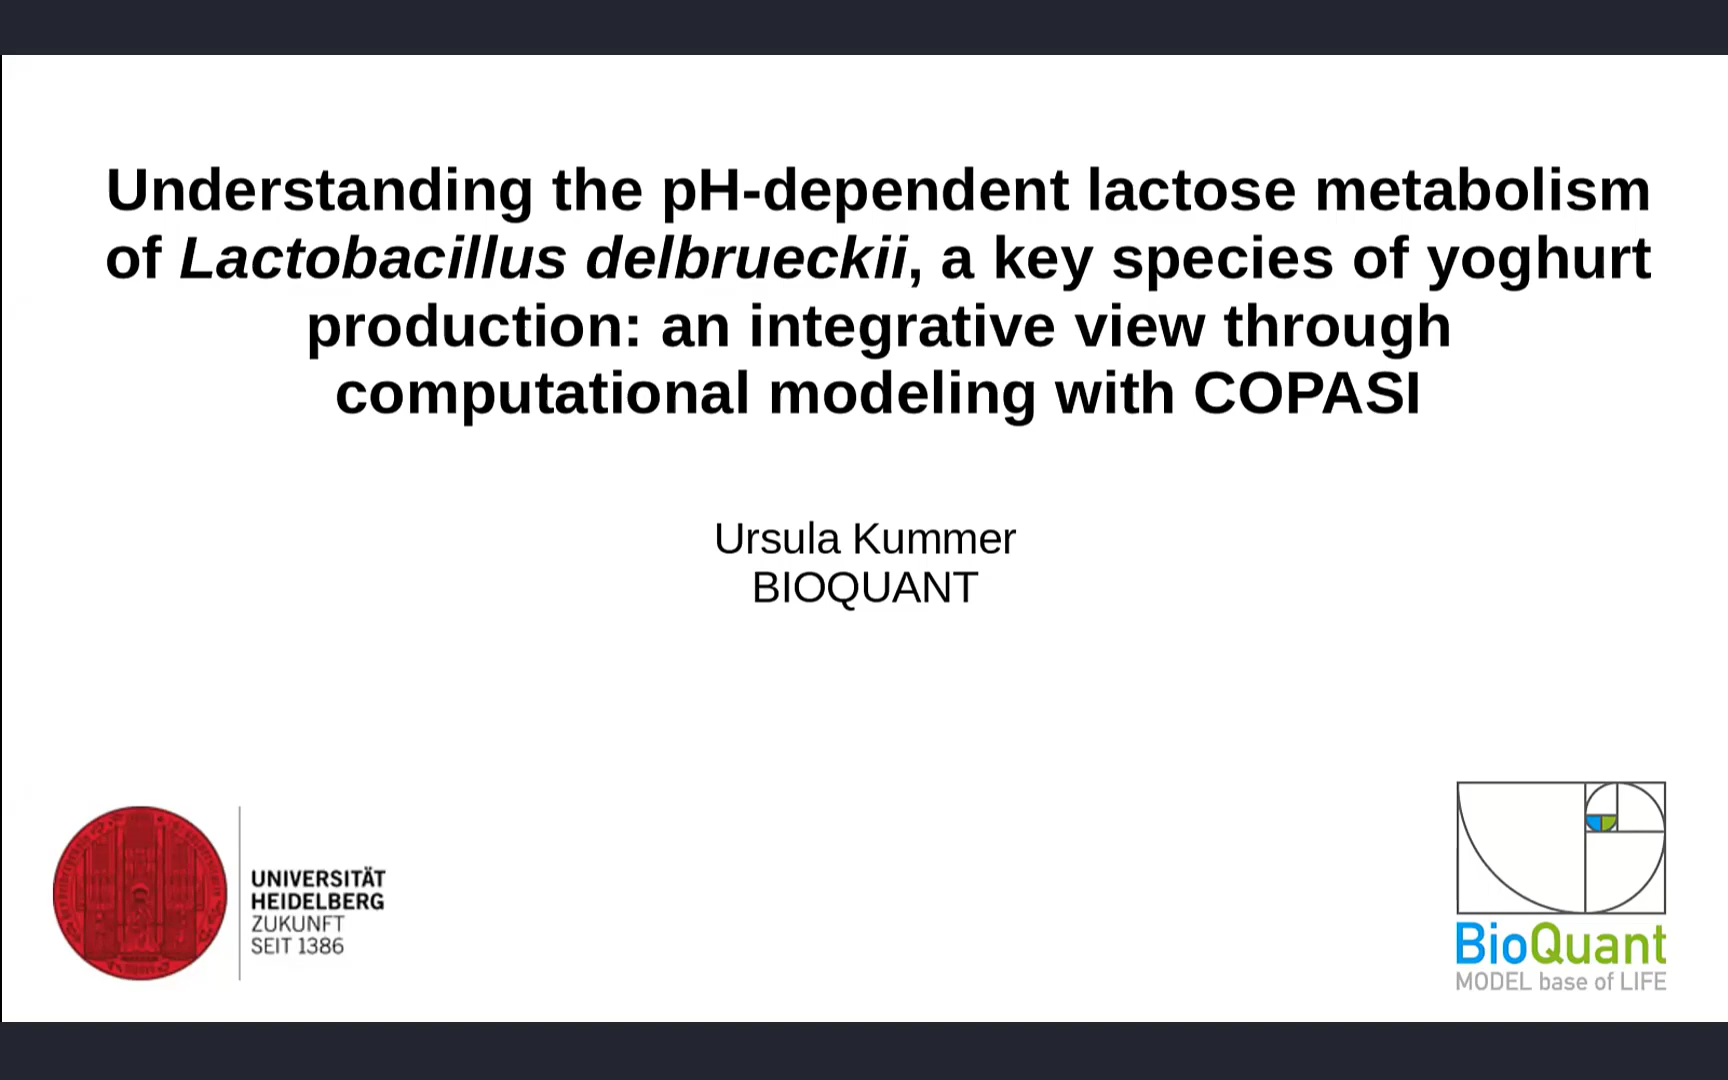 Understanding the pH-dependent lactose metabolism
of Lactobacillus delbrueckii, a key species of yoghurt
production: an integrative view through
computational modeling with COPASI
Ursula Kummer
BIOQUANT
UNIVERSITÄT
HEIDELBERG
ZUKUNFT
SEIT 1386
BioQuant
MODEL base of LIFE